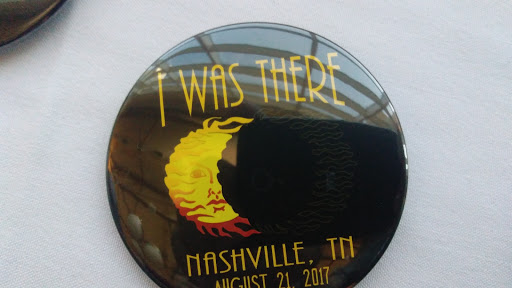 I WAS THERE
NASHVILLE, TN
AUGUST 21, 2017